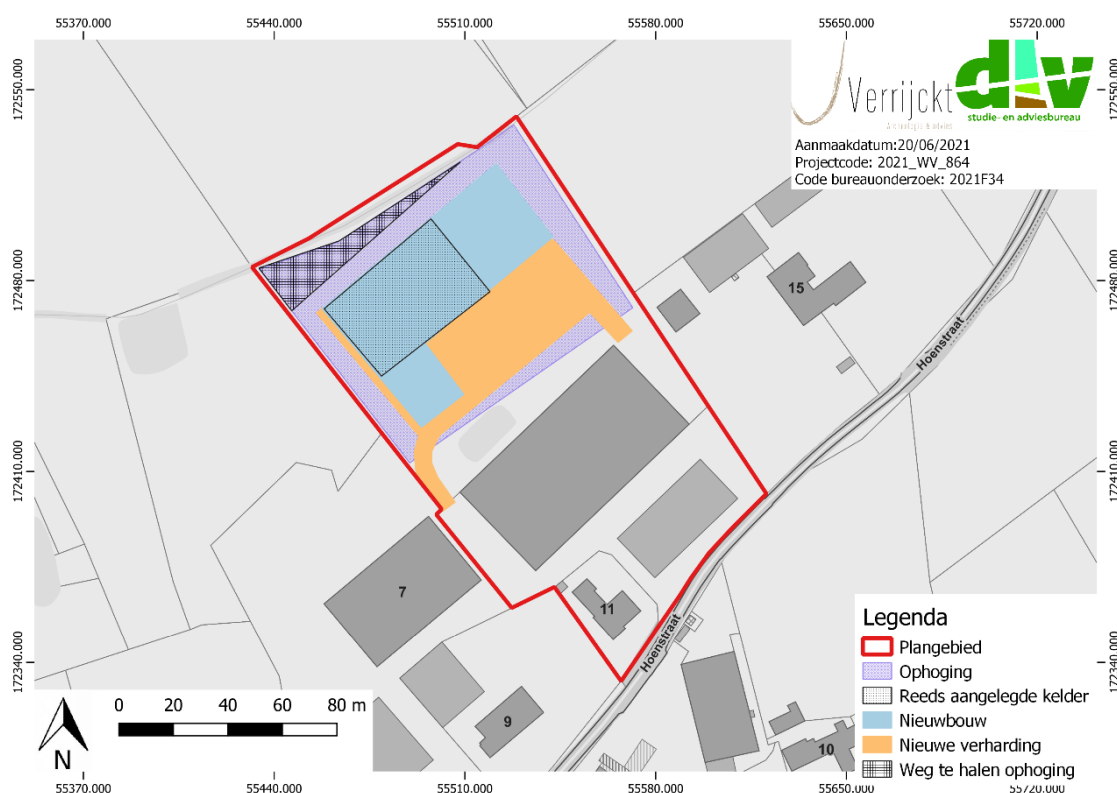 55370.000 55440.000 55510.000 55580.000 55650.000 55720.000
172550.000 172550.000
Verrijckt
dlv
studie- en adviesbureau
Aanmaakdatum:20/06/2021
Projectcode: 2021_WV_864
Code bureauonderzoek: 2021F34
172480.000 172480.000
15
Hoenstraat
172410.000 172410.000
7
11
Hoenstraat
172340.000 172340.000
9
10
Legenda
Plangebied
Ophoging
Reeds aangelegde kelder
Nieuwbouw
Nieuwe verharding
Weg te halen ophoging
0 20 40 60 80 m
N
55370.000 55440.000 55510.000 55580.000 55650.000 55720.000